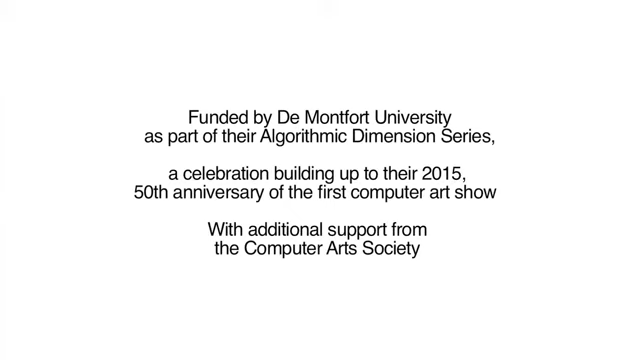 Funded by De Montfort University
as part of their Algorithmic Dimension Series,
a celebration building up to their 2015,
50th anniversary of the first computer art show
With additional support from
the Computer Arts Society